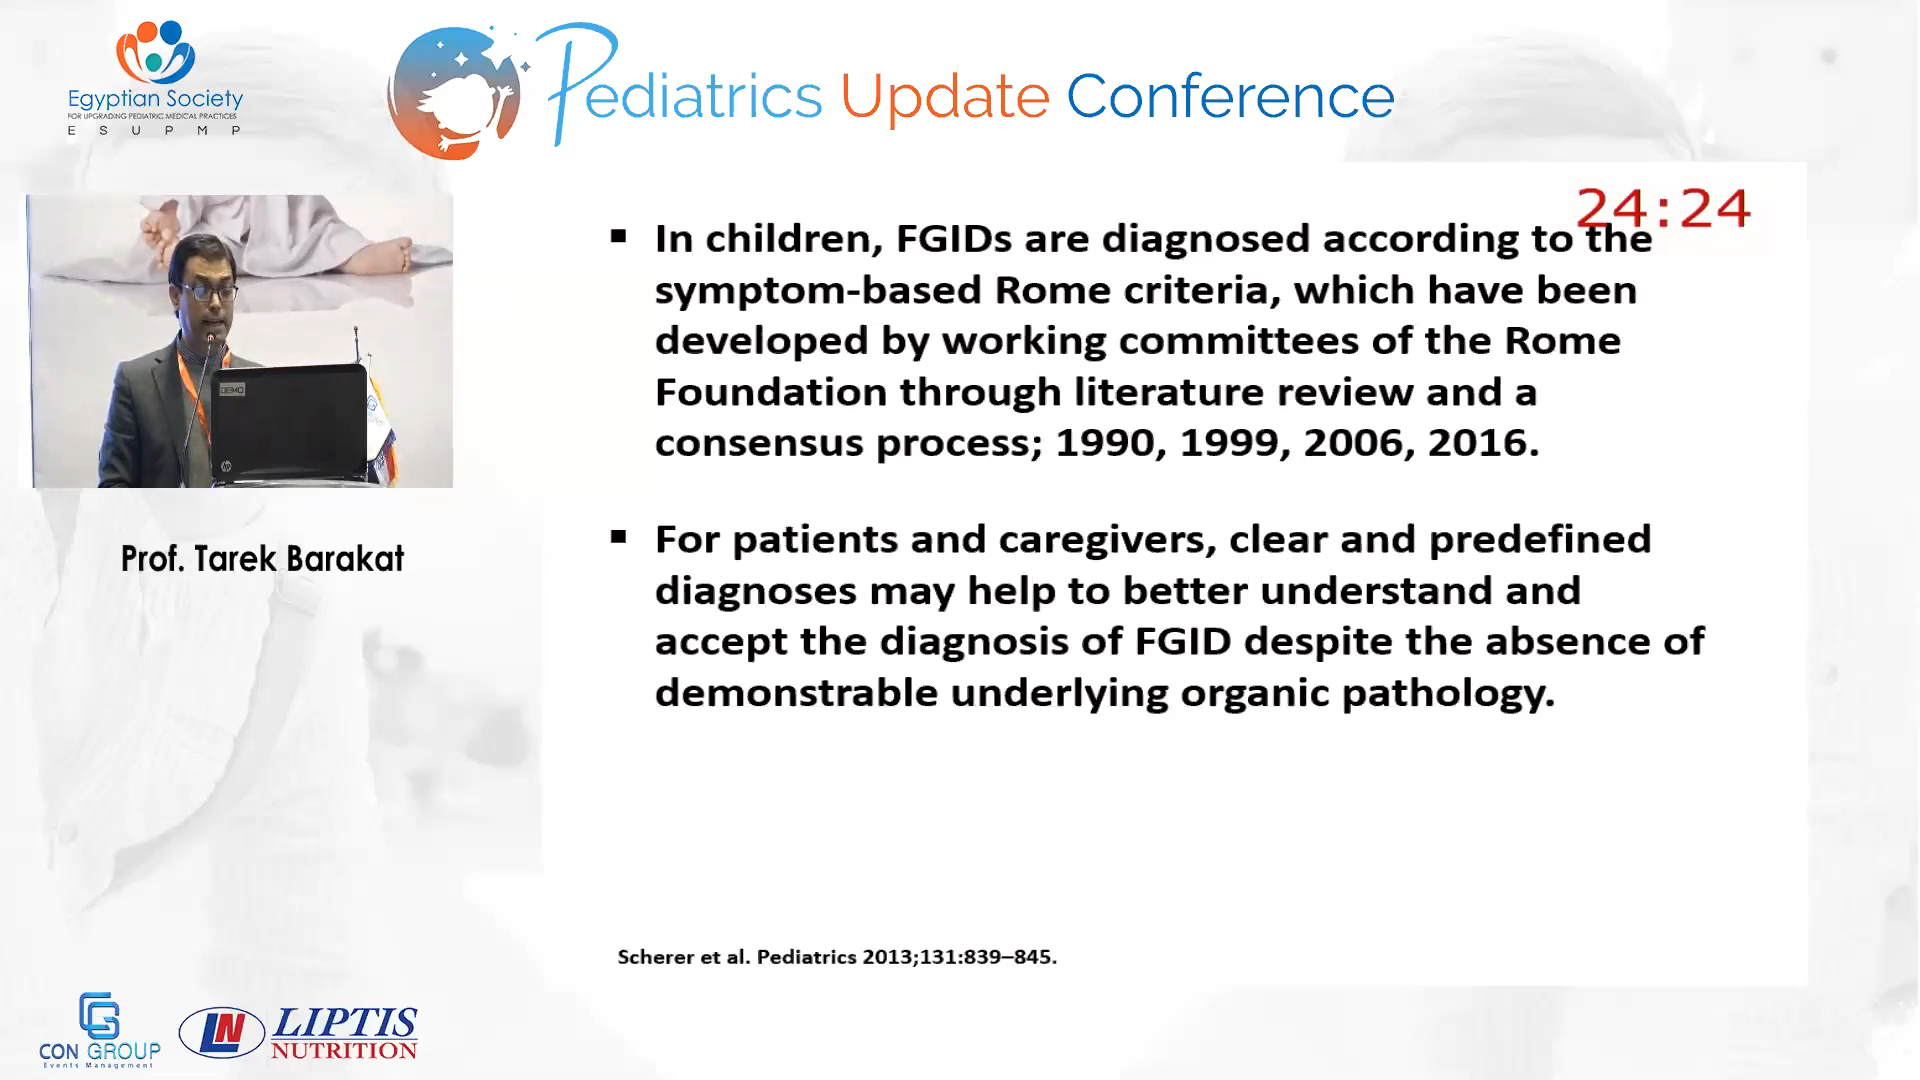 Egyptian Society
FOR UPGRADING PEDIATRIC MEDICAL PRACTICES
E S U P M P
Pediatrics Update Conference
24:24
▪ In children, FGIDs are diagnosed according to the
symptom-based Rome criteria, which have been
developed by working committees of the Rome
Foundation through literature review and a
consensus process; 1990, 1999, 2006, 2016.
▪ For patients and caregivers, clear and predefined
diagnoses may help to better understand and
accept the diagnosis of FGID despite the absence of
demonstrable underlying organic pathology.
Scherer et al. Pediatrics 2013;131:839–845.
hp
Prof. Tarek Barakat
CON GROUP
Events Management
LN
LIPTIS
NUTRITION